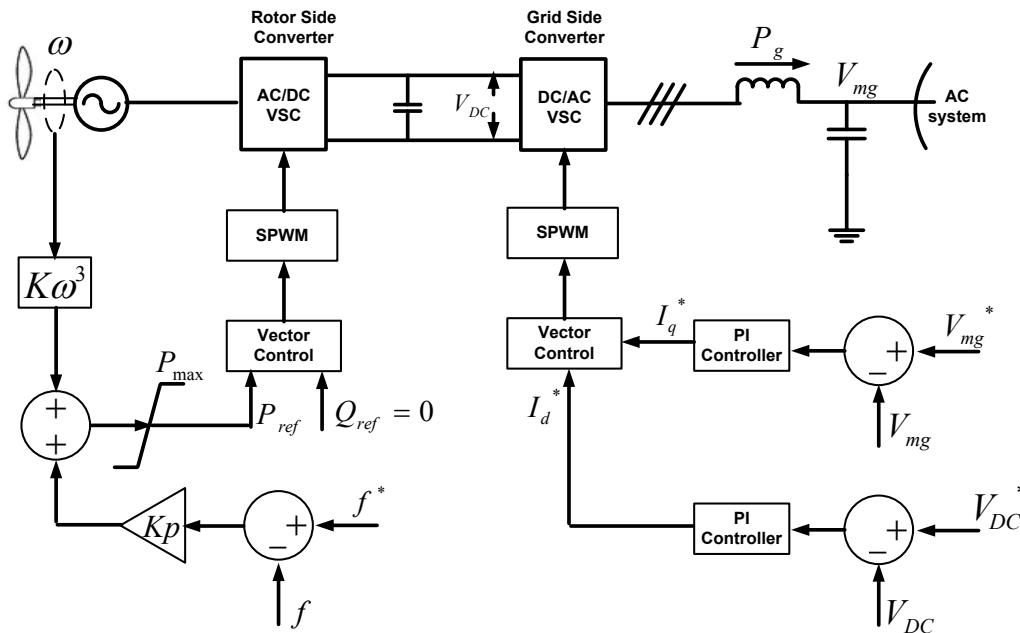 Rotor Side
Converter
Grid Side
Converter
ω
AC/DC
VSC
V_DC
DC/AC
VSC
P_g
V_mg
AC
system
SPWM
SPWM
Kω³
Vector
Control
Vector
Control
I_q*
PI
Controller
+
−
V_mg*
V_mg
P_max
+
+
P_ref
Q_ref = 0
I_d*
Kp
+
−
f*
f
PI
Controller
+
−
V_DC*
V_DC